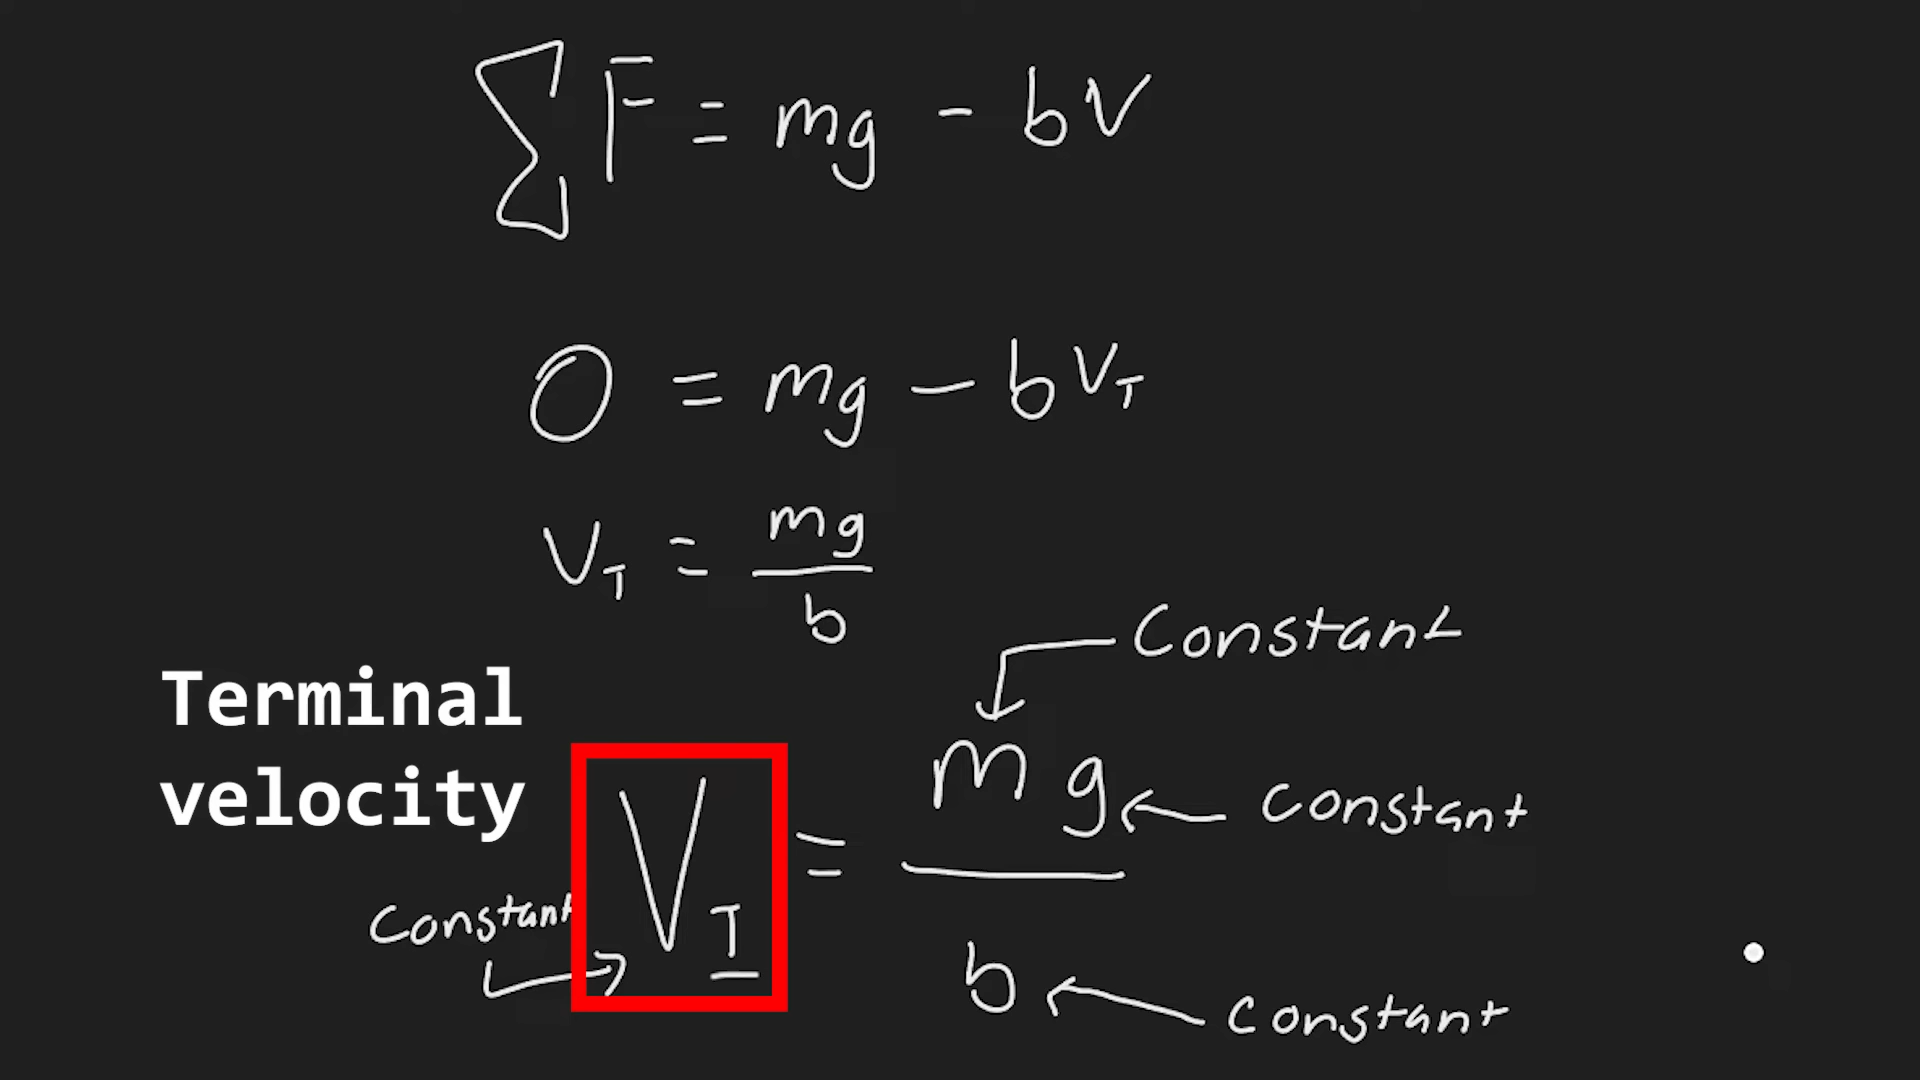 ∑F = mg - bV
0 = mg - bV_T
V_T = mg/b
Constant
Terminal
velocity
V_T = mg/b
Constant
Constant
Constant